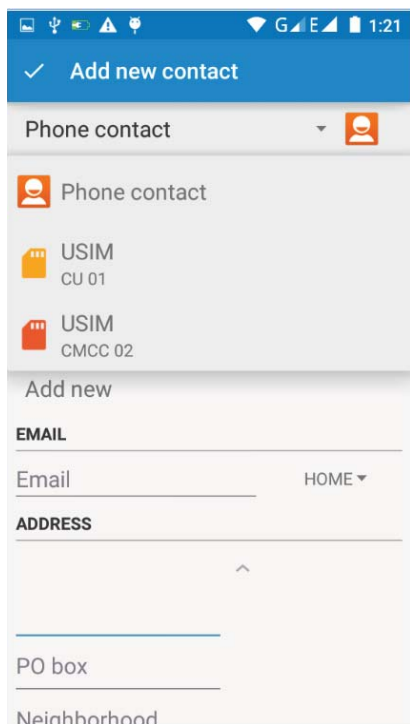 G E 1:21
Add new contact
Phone contact
Phone contact
USIM
CU 01
USIM
CMCC 02
Add new
EMAIL
Email HOME
ADDRESS
PO box
Neighborhood